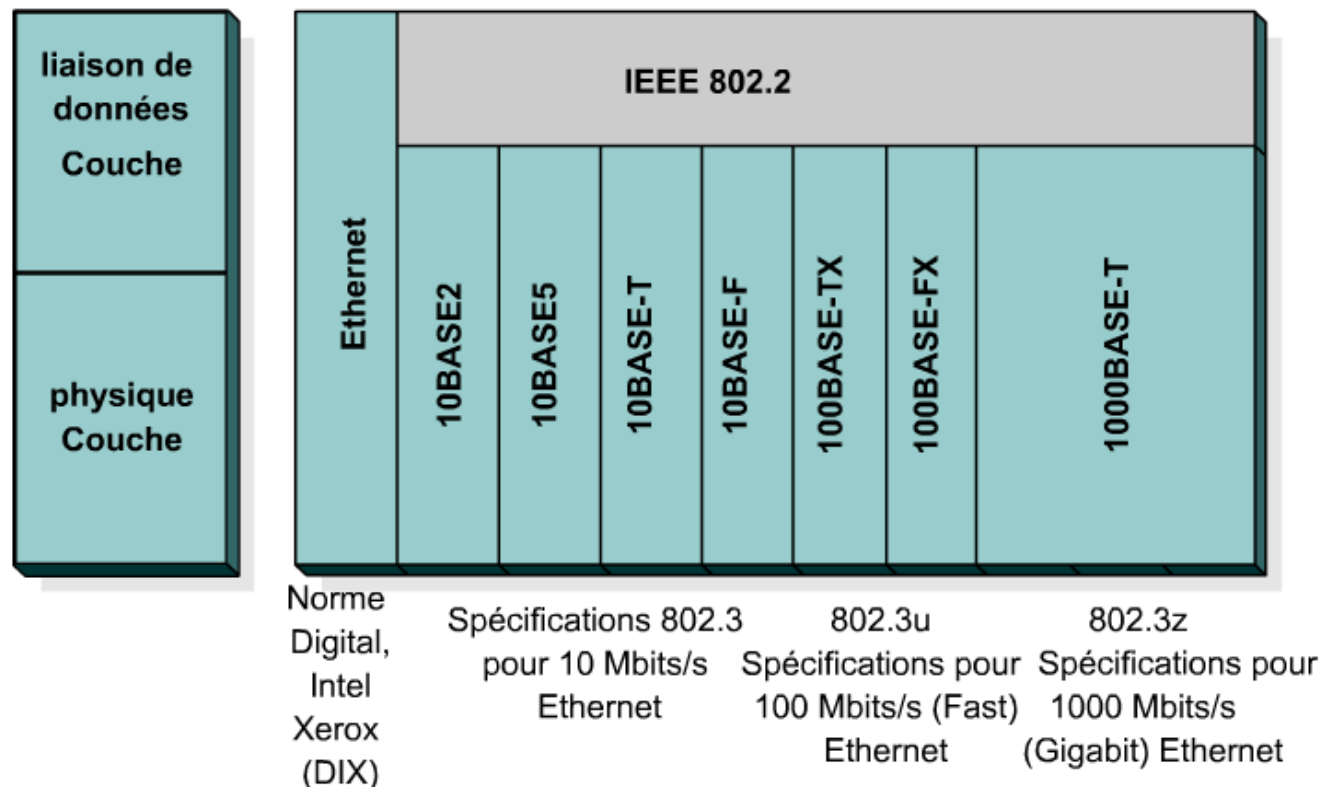 liaison de
données
Couche
physique
Couche
IEEE 802.2
Ethernet
10BASE2
10BASE5
10BASE-T
10BASE-F
100BASE-TX
100BASE-FX
1000BASE-T
Norme
Digital,
Intel
Xerox
(DIX)
Spécifications 802.3
pour 10 Mbits/s
Ethernet
802.3u
Spécifications pour
100 Mbits/s (Fast)
Ethernet
802.3z
Spécifications pour
1000 Mbits/s
(Gigabit) Ethernet